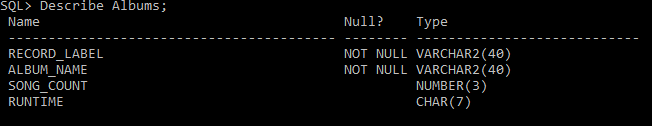 SQL> Describe Albums;
Name Null? Type
----------------------------------------- -------- ----------------------------
RECORD_LABEL NOT NULL VARCHAR2(40)
ALBUM_NAME NOT NULL VARCHAR2(40)
SONG_COUNT NUMBER(3)
RUNTIME CHAR(7)